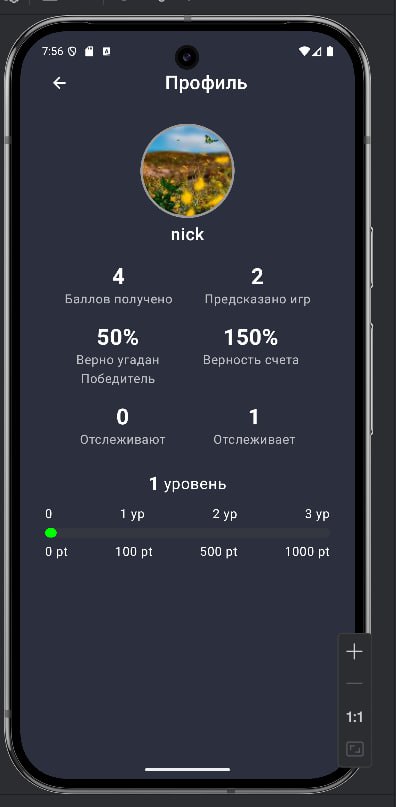 7:56
Профиль
nick
4 2
Баллов получено Предсказано игр
50% 150%
Верно угадан Верность счета
Победитель
0 1
Отслеживают Отслеживает
1 уровень
0 1 ур 2 ур 3 ур
0 pt 100 pt 500 pt 1000 pt
1:1